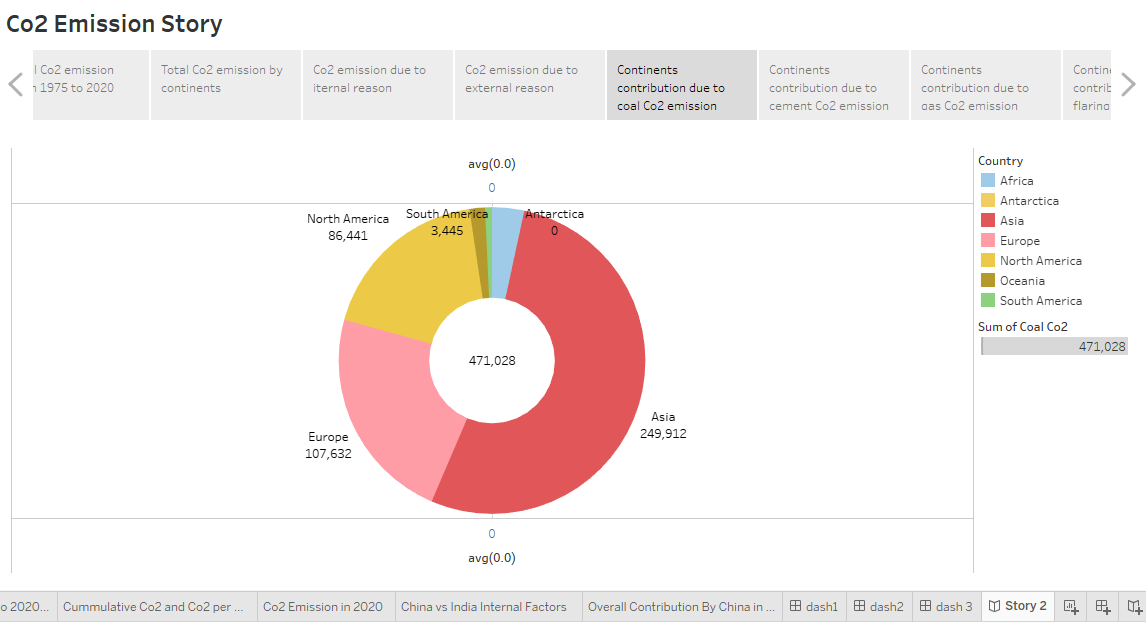 Co2 Emission Story
l Co2 emission
1975 to 2020
Total Co2 emission by
continents
Co2 emission due to
iternal reason
Co2 emission due to
external reason
Continents
contribution due to
coal Co2 emission
Continents
contribution due to
cement Co2 emission
Continents
contribution due to
gas Co2 emission
Contin
contrib
flaring
avg(0.0)
0
North America
86,441
South America
3,445
Antarctica
0
471,028
Asia
249,912
Europe
107,632
0
avg(0.0)
Country
Africa
Antarctica
Asia
Europe
North America
Oceania
South America
Sum of Coal Co2
471,028
o 2020...
Cummulative Co2 and Co2 per ...
Co2 Emission in 2020
China vs India Internal Factors
Overall Contribution By China in ...
dash1
dash2
dash 3
Story 2